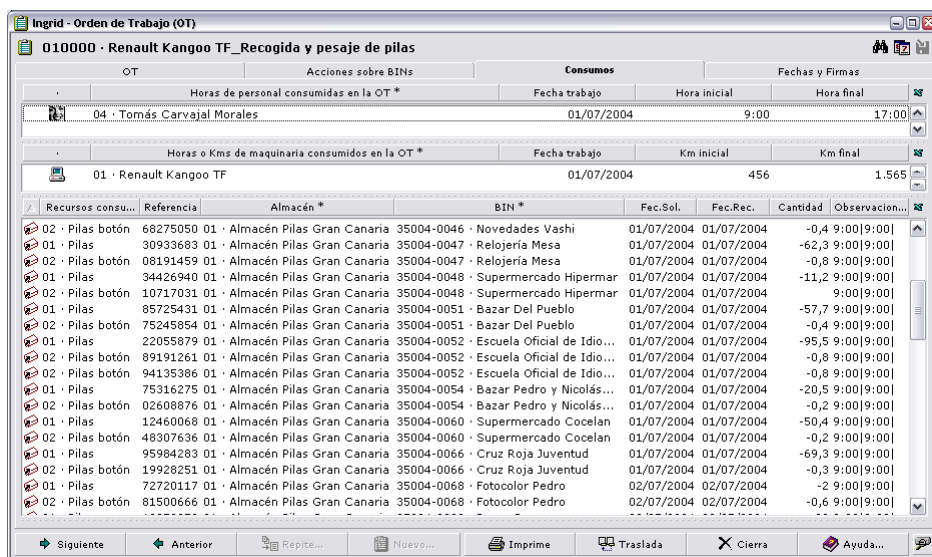 Ingrid - Orden de Trabajo (OT)
010000 · Renault Kangoo TF_Recogida y pesaje de pilas
OT Acciones sobre BINs Consumos Fechas y Firmas
· Horas de personal consumidas en la OT * Fecha trabajo Hora inicial Hora final
04 · Tomás Carvajal Morales 01/07/2004 9:00 17:00
· Horas o Kms de maquinaria consumidos en la OT * Fecha trabajo Km inicial Km final
01 · Renault Kangoo TF 01/07/2004 456 1.565
Recursos consu... Referencia Almacén * BIN * Fec.Sol. Fec.Rec. Cantidad Observacion...
02 · Pilas botón 68275050 01 · Almacén Pilas Gran Canaria 35004-0046 · Novedades Vashi 01/07/2004 01/07/2004 -0,4 9:00|9:00|
01 · Pilas 30933683 01 · Almacén Pilas Gran Canaria 35004-0047 · Relojería Mesa 01/07/2004 01/07/2004 -62,3 9:00|9:00|
02 · Pilas botón 08191459 01 · Almacén Pilas Gran Canaria 35004-0047 · Relojería Mesa 01/07/2004 01/07/2004 -0,8 9:00|9:00|
01 · Pilas 34426940 01 · Almacén Pilas Gran Canaria 35004-0048 · Supermercado Hipermar 01/07/2004 01/07/2004 -11,2 9:00|9:00|
02 · Pilas botón 10717031 01 · Almacén Pilas Gran Canaria 35004-0048 · Supermercado Hipermar 01/07/2004 01/07/2004 9:00|9:00|
01 · Pilas 85725431 01 · Almacén Pilas Gran Canaria 35004-0051 · Bazar Del Pueblo 01/07/2004 01/07/2004 -57,7 9:00|9:00|
02 · Pilas botón 75245854 01 · Almacén Pilas Gran Canaria 35004-0051 · Bazar Del Pueblo 01/07/2004 01/07/2004 -0,4 9:00|9:00|
01 · Pilas 22055879 01 · Almacén Pilas Gran Canaria 35004-0052 · Escuela Oficial de Idio... 01/07/2004 01/07/2004 -95,5 9:00|9:00|
02 · Pilas botón 89191261 01 · Almacén Pilas Gran Canaria 35004-0052 · Escuela Oficial de Idio... 01/07/2004 01/07/2004 -0,8 9:00|9:00|
02 · Pilas botón 94135386 01 · Almacén Pilas Gran Canaria 35004-0052 · Escuela Oficial de Idio... 01/07/2004 01/07/2004 -0,8 9:00|9:00|
01 · Pilas 75316275 01 · Almacén Pilas Gran Canaria 35004-0054 · Bazar Pedro y Nicolás... 01/07/2004 01/07/2004 -20,5 9:00|9:00|
02 · Pilas botón 02608876 01 · Almacén Pilas Gran Canaria 35004-0054 · Bazar Pedro y Nicolás... 01/07/2004 01/07/2004 -0,2 9:00|9:00|
01 · Pilas 12460068 01 · Almacén Pilas Gran Canaria 35004-0060 · Supermercado Cocelan 01/07/2004 01/07/2004 -50,4 9:00|9:00|
02 · Pilas botón 48307636 01 · Almacén Pilas Gran Canaria 35004-0060 · Supermercado Cocelan 01/07/2004 01/07/2004 -0,2 9:00|9:00|
01 · Pilas 95984283 01 · Almacén Pilas Gran Canaria 35004-0066 · Cruz Roja Juventud 01/07/2004 01/07/2004 -69,3 9:00|9:00|
02 · Pilas botón 19928251 01 · Almacén Pilas Gran Canaria 35004-0066 · Cruz Roja Juventud 01/07/2004 01/07/2004 -0,3 9:00|9:00|
01 · Pilas 72720117 01 · Almacén Pilas Gran Canaria 35004-0068 · Fotocolor Pedro 02/07/2004 02/07/2004 -2 9:00|9:00|
02 · Pilas botón 81500666 01 · Almacén Pilas Gran Canaria 35004-0068 · Fotocolor Pedro 02/07/2004 02/07/2004 -0,6 9:00|9:00|
Siguiente Anterior Repite... Nuevo... Imprime Traslada Cierra Ayuda...